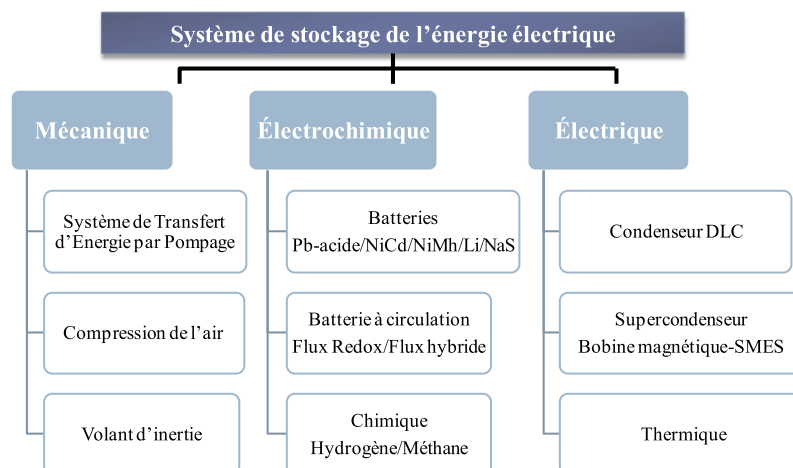 Système de stockage de l’énergie électrique
Mécanique
Système de Transfert
d’Energie par Pompage
Compression de l’air
Volant d’inertie
Électrochimique
Batteries
Pb-acide/NiCd/NiMh/Li/NaS
Batterie à circulation
Flux Redox/Flux hybride
Chimique
Hydrogène/Méthane
Électrique
Condenseur DLC
Supercondenseur
Bobine magnétique-SMES
Thermique